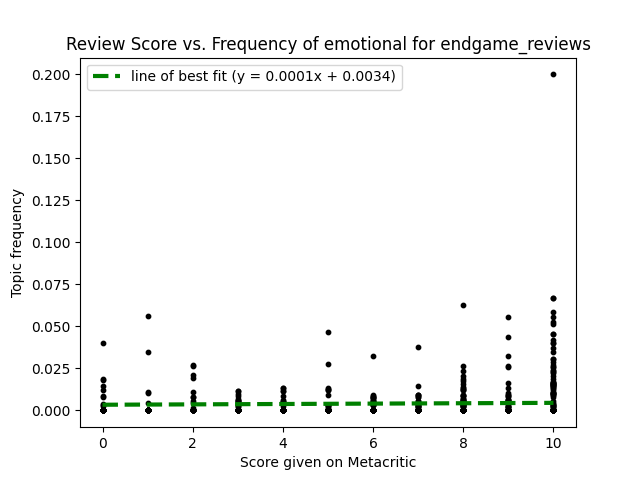 Review Score vs. Frequency of emotional for endgame_reviews
line of best fit (y = 0.0001x + 0.0034)
0.200
0.175
0.150
0.125
0.100
0.075
0.050
0.025
0.000
Topic frequency
0 2 4 6 8 10
Score given on Metacritic